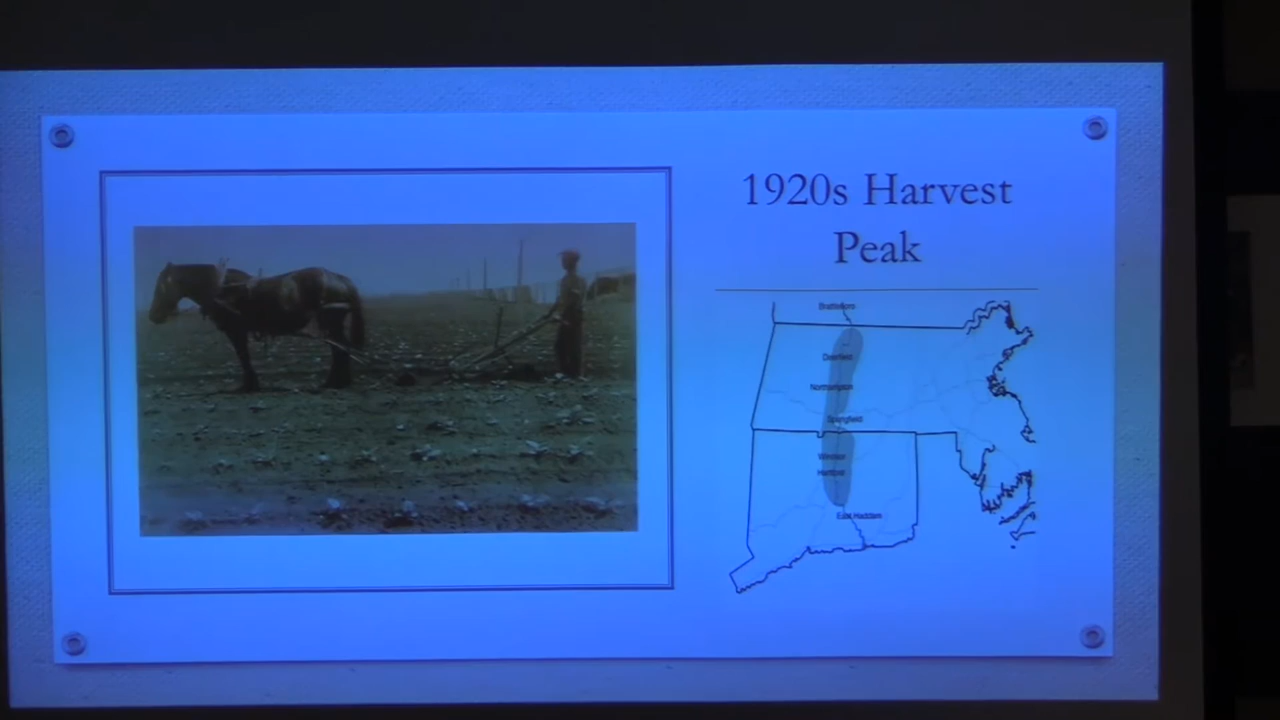 1920s Harvest
Peak
Brattleboro
Deerfield
Northampton
Springfield
Windsor
Hartford
East Haddam